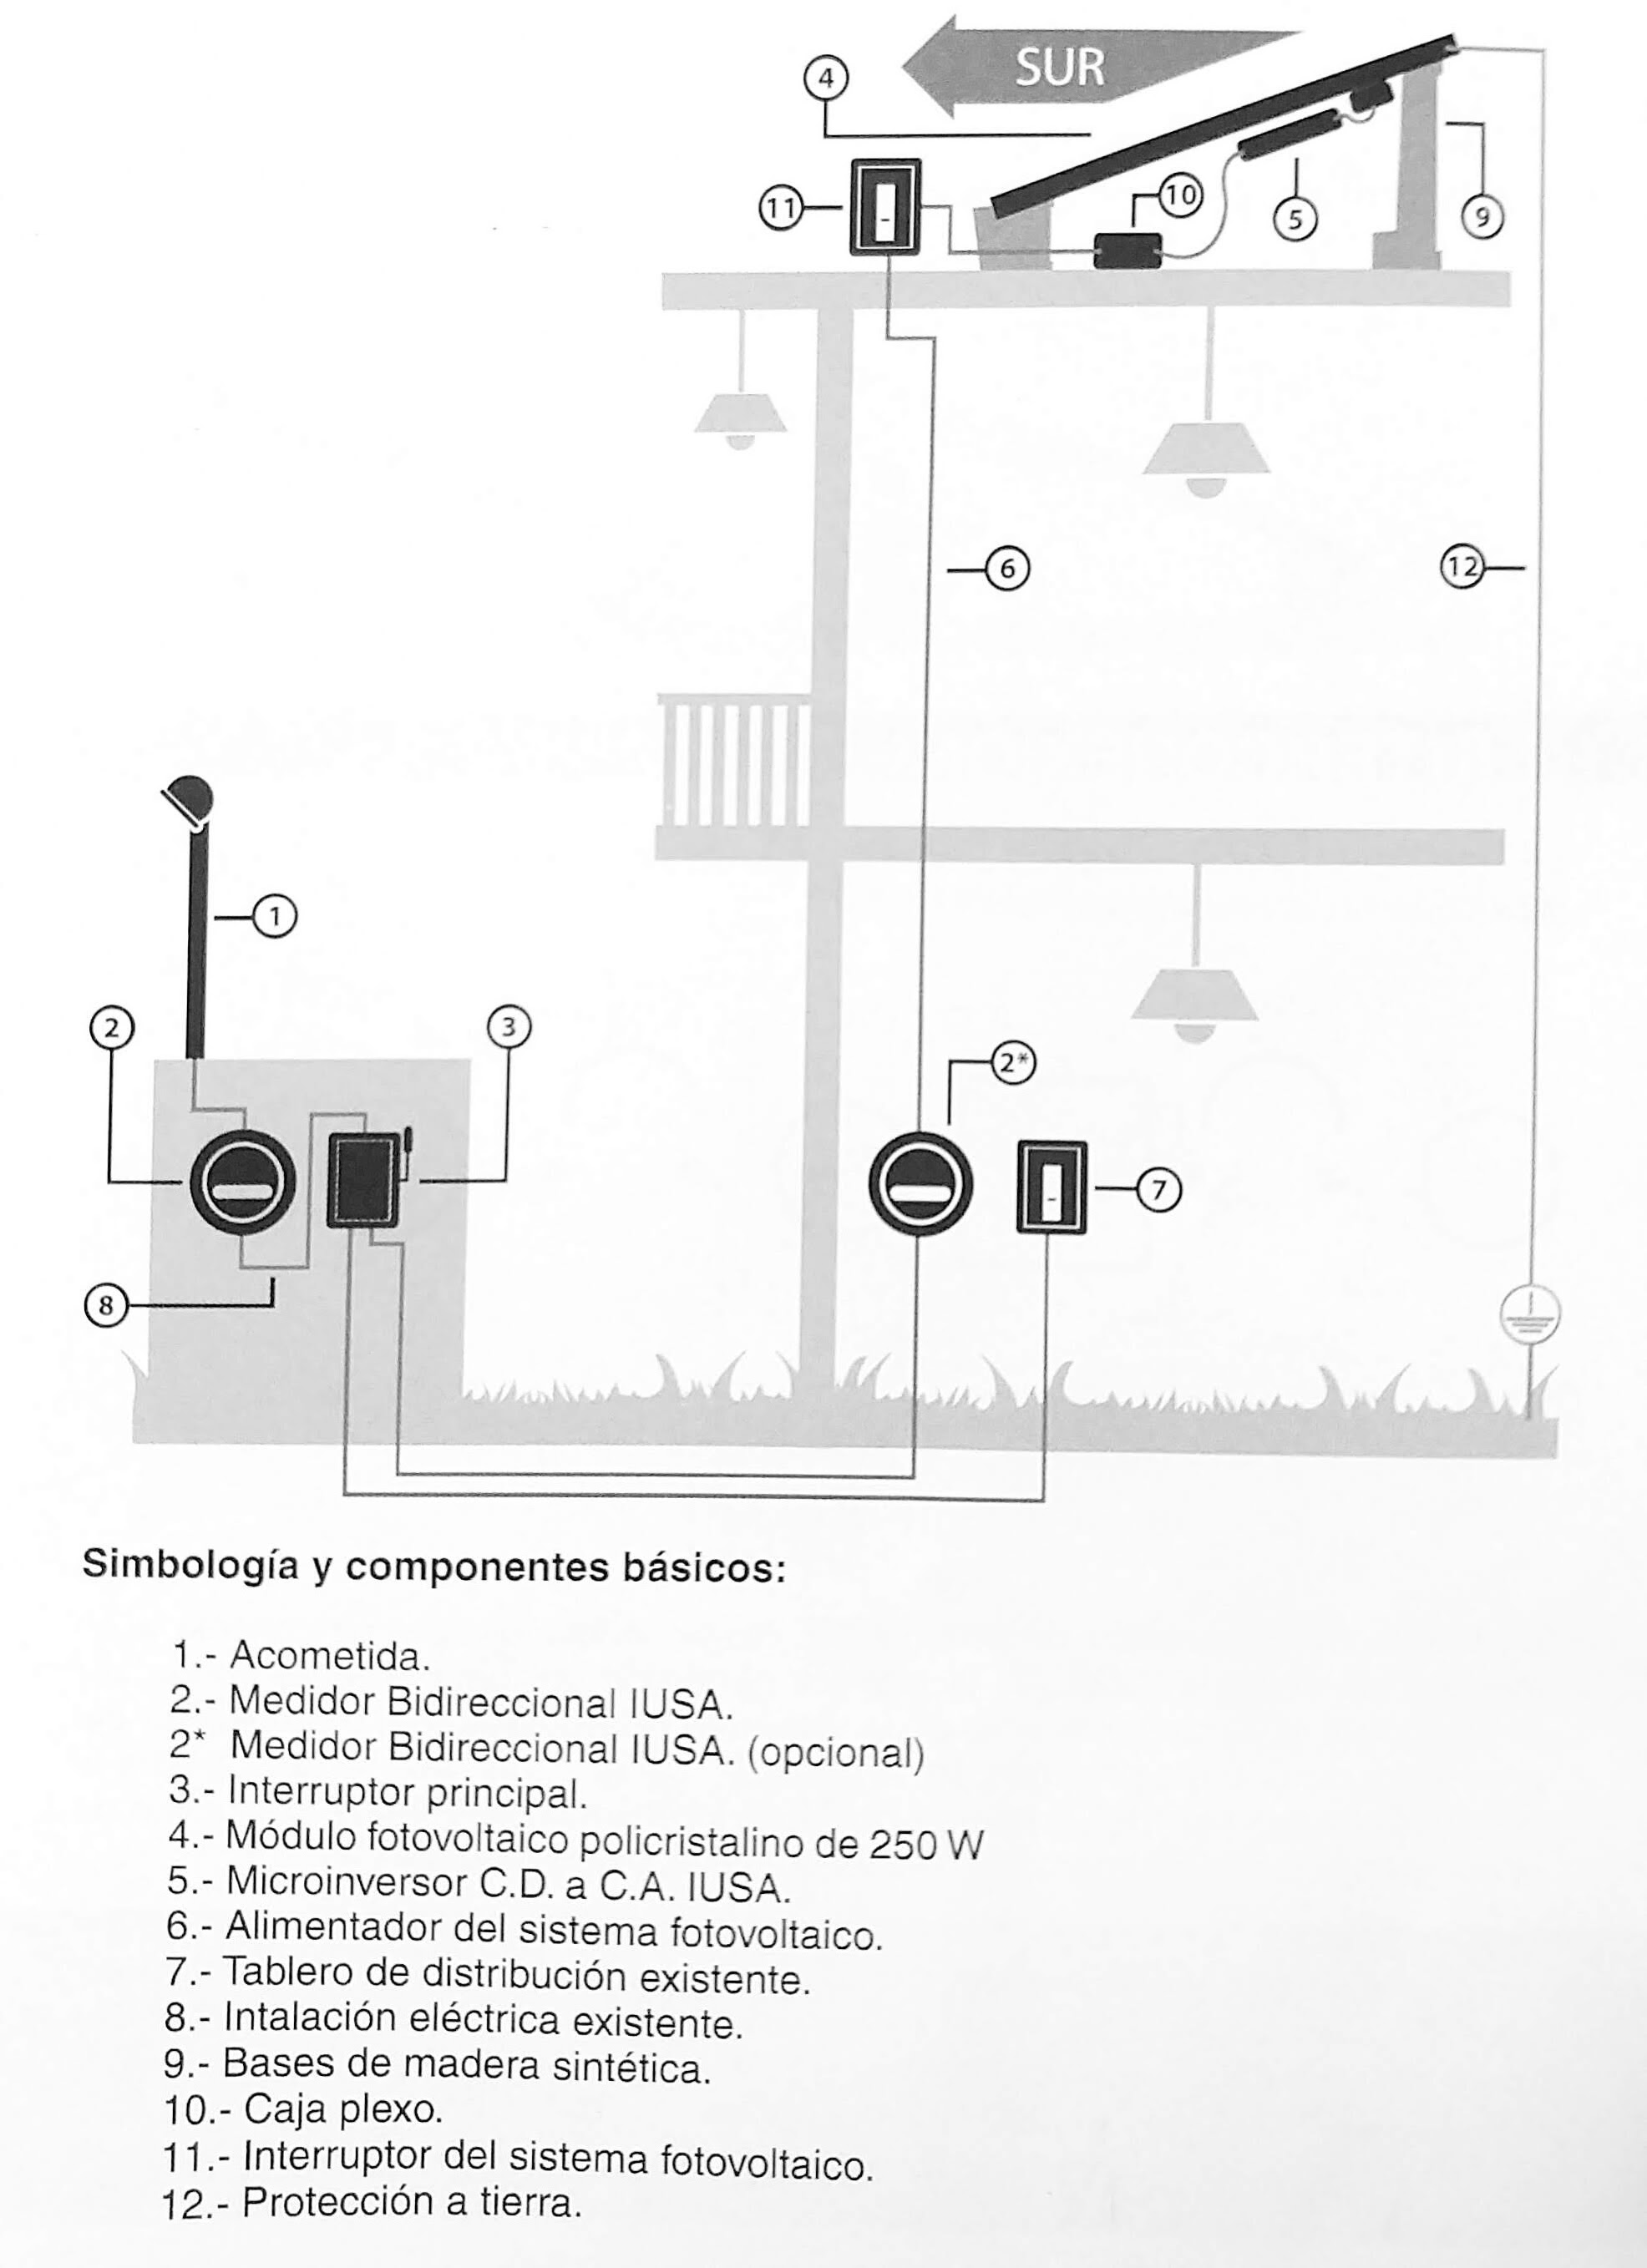 SUR
4
11
10
5
9
6
12
1
2
3
2*
7
8
Simbología y componentes básicos:
1.- Acometida.
2.- Medidor Bidireccional IUSA.
2* Medidor Bidireccional IUSA. (opcional)
3.- Interruptor principal.
4.- Módulo fotovoltaico policristalino de 250 W
5.- Microinversor C.D. a C.A. IUSA.
6.- Alimentador del sistema fotovoltaico.
7.- Tablero de distribución existente.
8.- Intalación eléctrica existente.
9.- Bases de madera sintética.
10.- Caja plexo.
11.- Interruptor del sistema fotovoltaico.
12.- Protección a tierra.